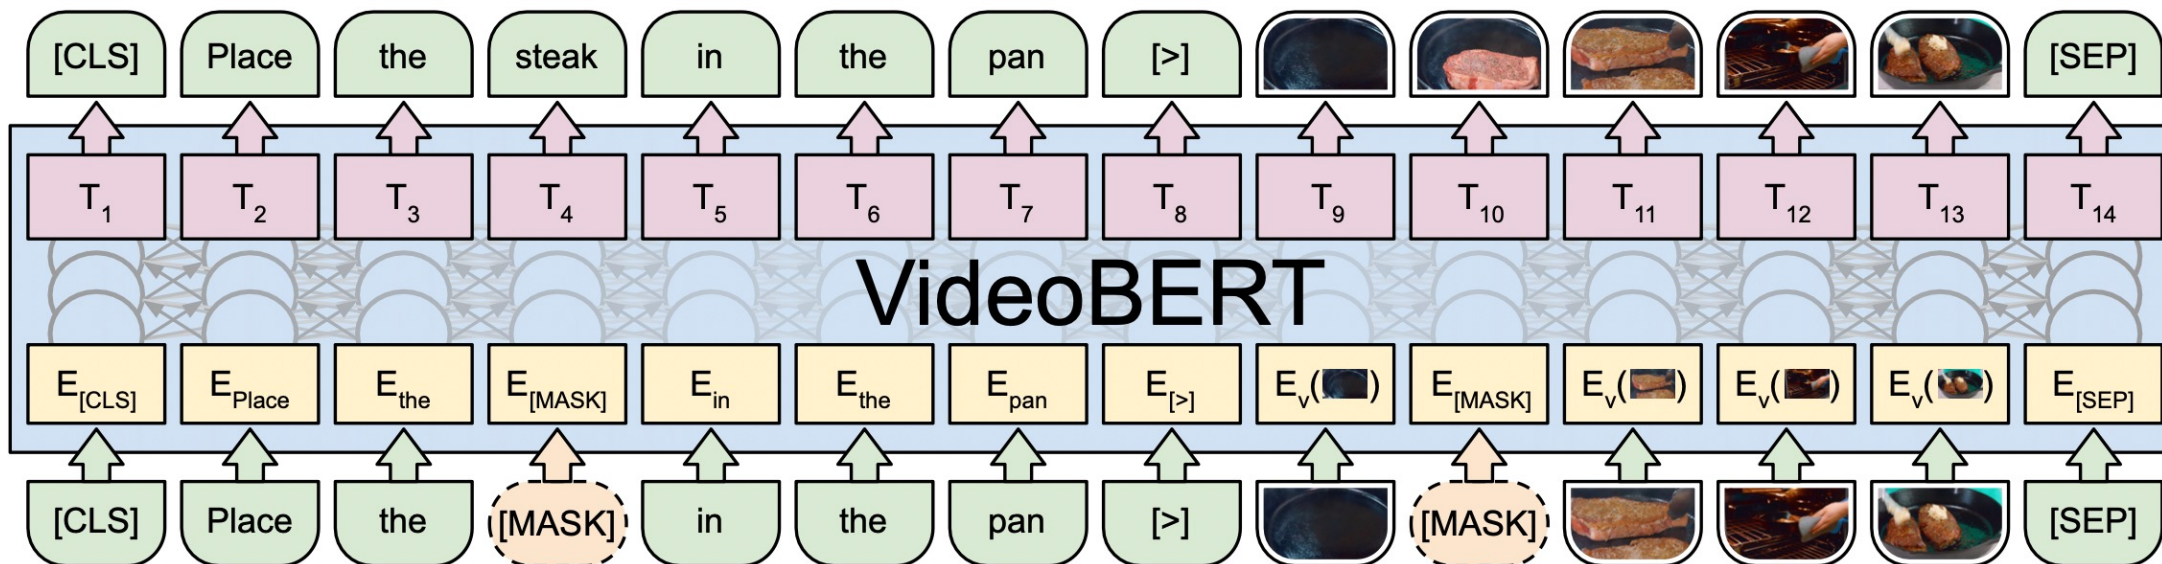 [CLS] Place the steak in the pan [>] [SEP]
T1 T2 T3 T4 T5 T6 T7 T8 T9 T10 T11 T12 T13 T14
VideoBERT
E[CLS] EPlace Ethe E[MASK] Ein Ethe Epan E[>] Ev( ) E[MASK] Ev( ) Ev( ) Ev( ) E[SEP]
[CLS] Place the [MASK] in the pan [>] [MASK] [SEP]